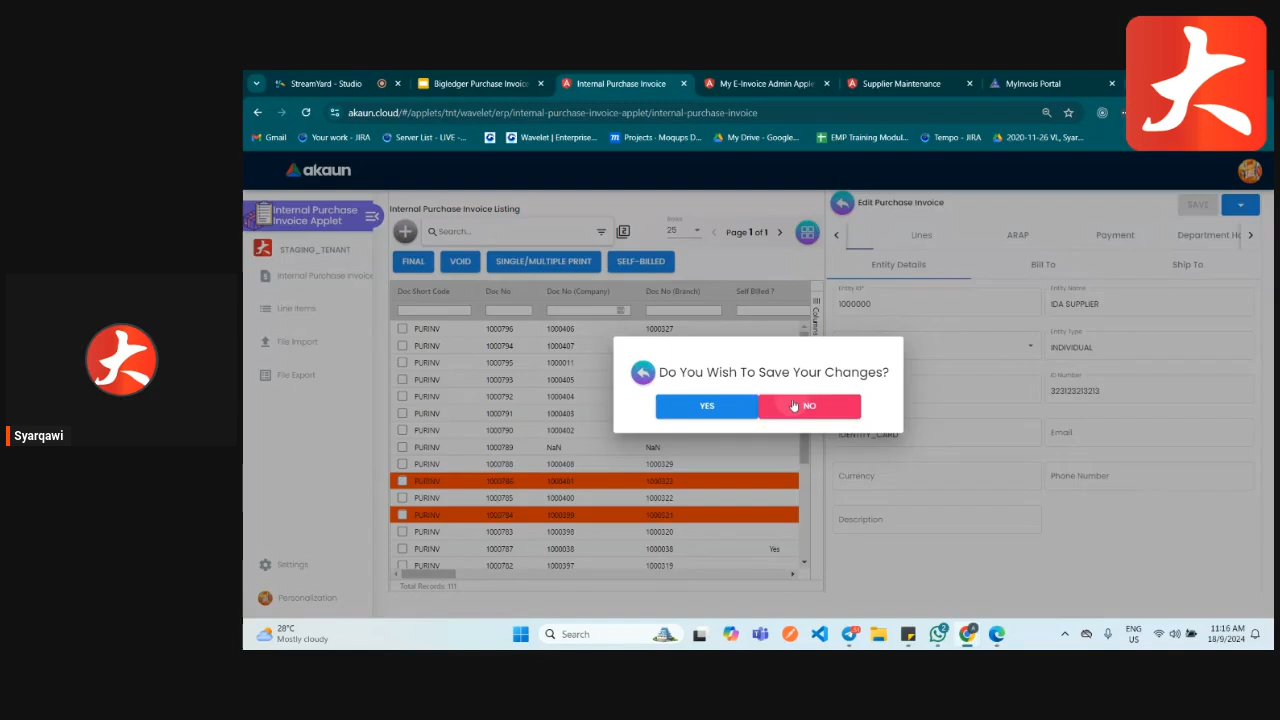 StreamYard - Studio
Bigledger Purchase Invoic
Internal Purchase Invoice
My E-Invoice Admin Apple
Supplier Maintenance
MyInvois Portal
akaun.cloud/#/applets/tnt/wavelet/erp/internal-purchase-invoice-applet/internal-purchase-invoice
Gmail
Your work - JIRA
Server List - LIVE -...
Wavelet | Enterprise...
Projects - Moqups D...
My Drive - Google...
EMP Training Modul...
Tempo - JIRA
2020-11-26 VL, Syar...
akaun
Internal Purchase
Invoice Applet
STAGING_TENANT
Internal Purchase Invoice
Line Items
File Import
File Export
Settings
Personalization
Internal Purchase Invoice Listing
Search...
Rows
25
Page 1 of 1
FINAL
VOID
SINGLE/MULTIPLE PRINT
SELF-BILLED
Doc Short Code
Doc No
Doc No (Company)
Doc No (Branch)
Self Billed ?
Columns
PURINV 1000796 1000406 1000327
PURINV 1000794 1000407
PURINV 1000795 1000011
PURINV 1000793 1000405
PURINV 1000792 1000404
PURINV 1000791 1000403
PURINV 1000790 1000402
PURINV 1000789 NaN NaN
PURINV 1000788 1000408 1000329
PURINV 1000786 1000401 1000323
PURINV 1000785 1000400 1000322
PURINV 1000784 1000399 1000321
PURINV 1000783 1000398 1000320
PURINV 1000787 1000038 1000038 Yes
PURINV 1000782 1000397 1000319
Total Records: 111
Edit Purchase Invoice
SAVE
Lines
ARAP
Payment
Department H
Entity Details
Bill To
Ship To
Entity ID*
1000000
Entity Name
IDA SUPPLIER
Entity Type
INDIVIDUAL
ID Number
323123213213
IDENTITY_CARD
Email
Currency
Phone Number
Description
Do You Wish To Save Your Changes?
YES
NO
Syarqawi
28°C
Mostly cloudy
Search
ENG
US
11:16 AM
18/9/2024